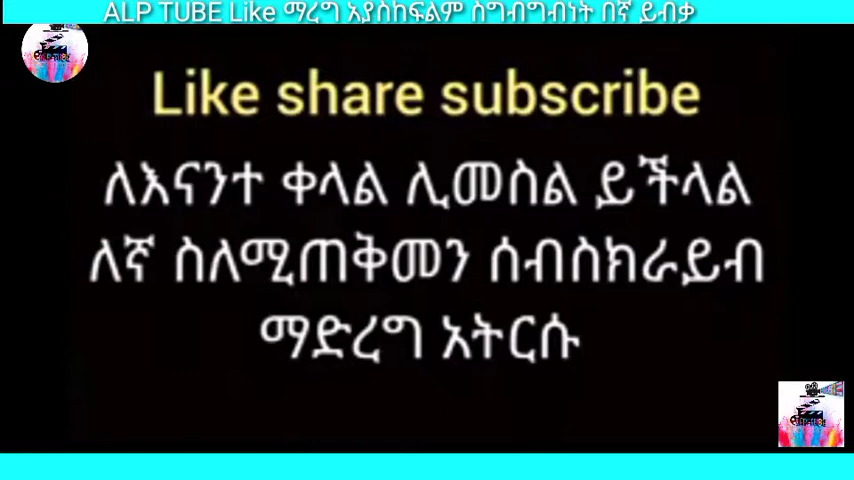 ALP TUBE Like ማረግ አያስከፍልም ስግብግብነት በኛ ይብቃ
Like share subscribe
ለእናንተ ቀላል ሊመስል ይችላል
ለኛ ስለሚጠቅመን ሰብስክራይብ
ማድረግ አትርሱ